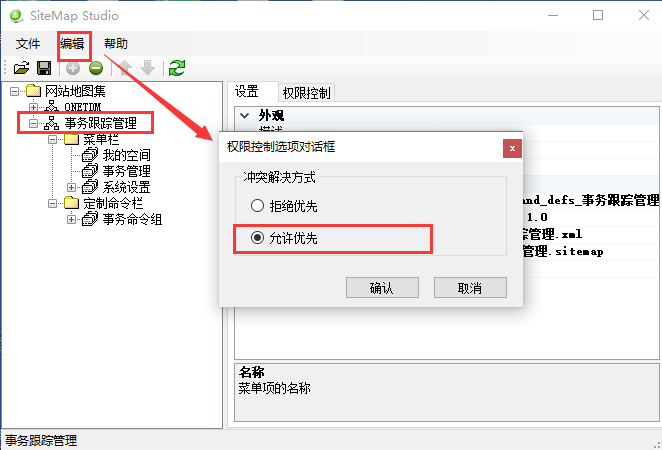 SiteMap Studio
文件 编辑 帮助
网站地图集
ONETDM
事务跟踪管理
菜单栏
我的空间
事务管理
系统设置
定制命令栏
事务命令组
设置 权限控制
外观
权限控制选项对话框
x
冲突解决方式
拒绝优先
允许优先
确认 取消
and_defs_事务跟踪管理
1.0
管理.xml
管理.sitemap
名称
菜单项的名称
事务跟踪管理